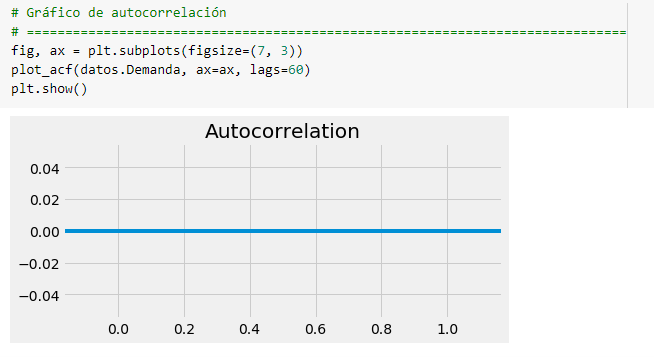 # Gráfico de autocorrelación
# ==============================================================================
fig, ax = plt.subplots(figsize=(7, 3))
plot_acf(datos.Demanda, ax=ax, lags=60)
plt.show()
Autocorrelation
0.04
0.02
0.00
−0.02
−0.04
0.0 0.2 0.4 0.6 0.8 1.0